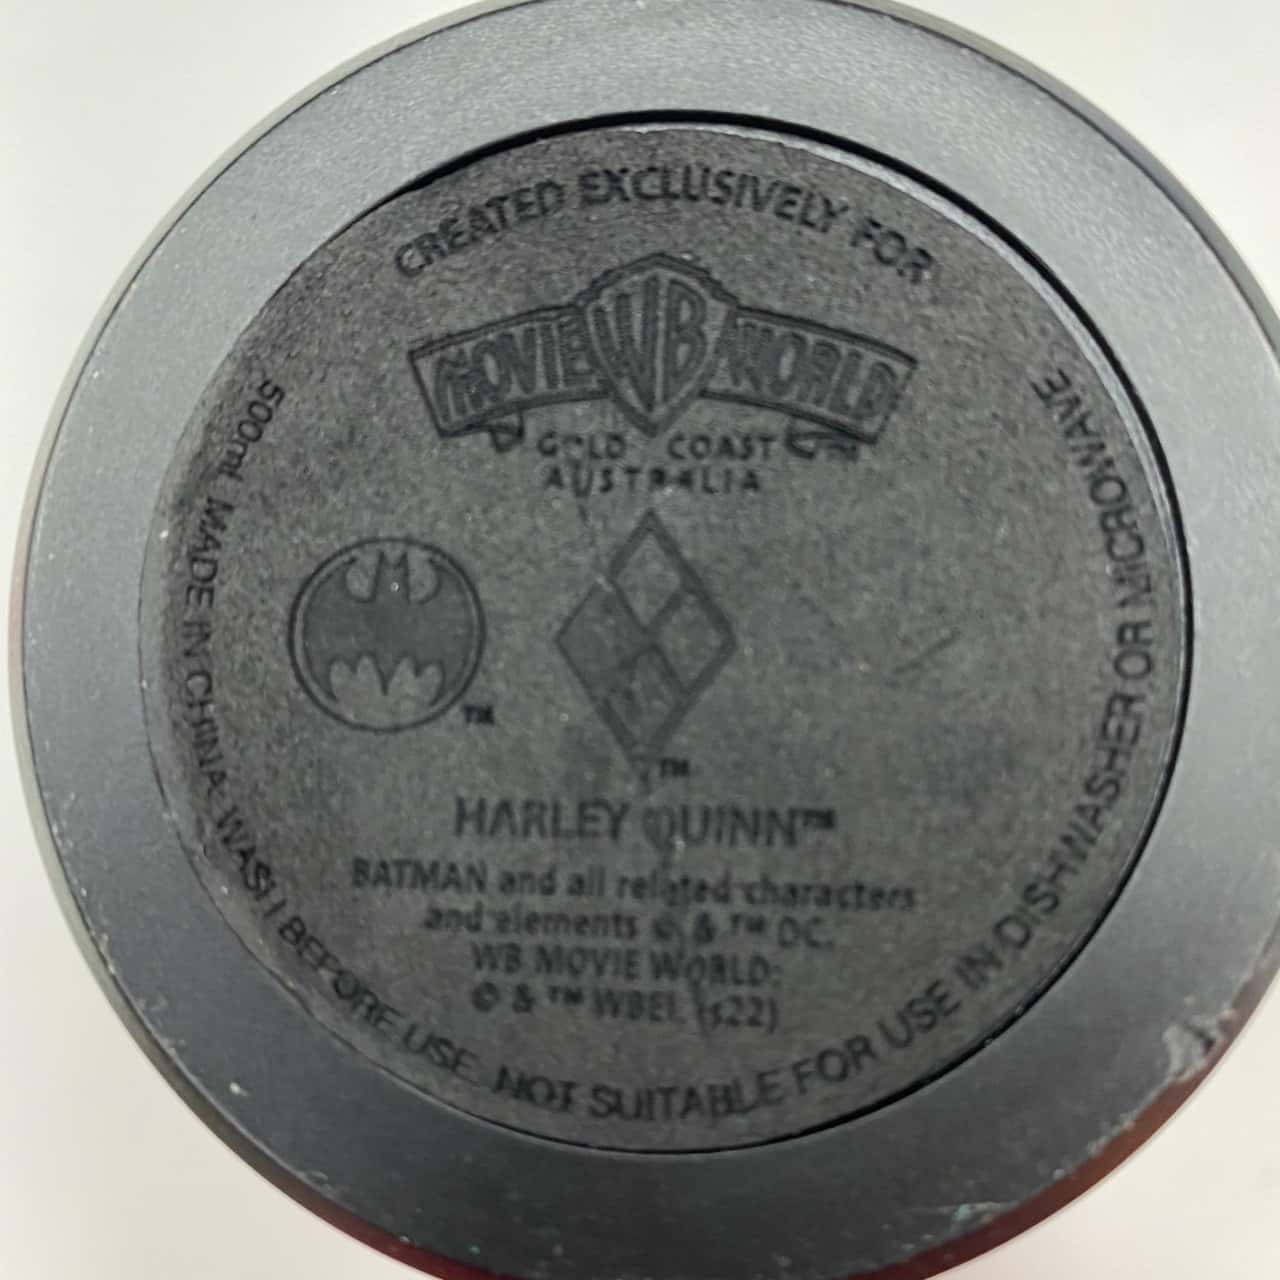 CREATED EXCLUSIVELY FOR
MOVIE WB WORLD
GOLD COAST
AUSTRALIA
TM
TM
HARLEY QUINN™
BATMAN and all related characters
and elements © & ™ DC.
WB MOVIE WORLD:
© & ™ WBEI. (s22)
500ml MADE IN CHINA. WASH BEFORE USE. NOT SUITABLE FOR USE IN DISHWASHER OR MICROWAVE